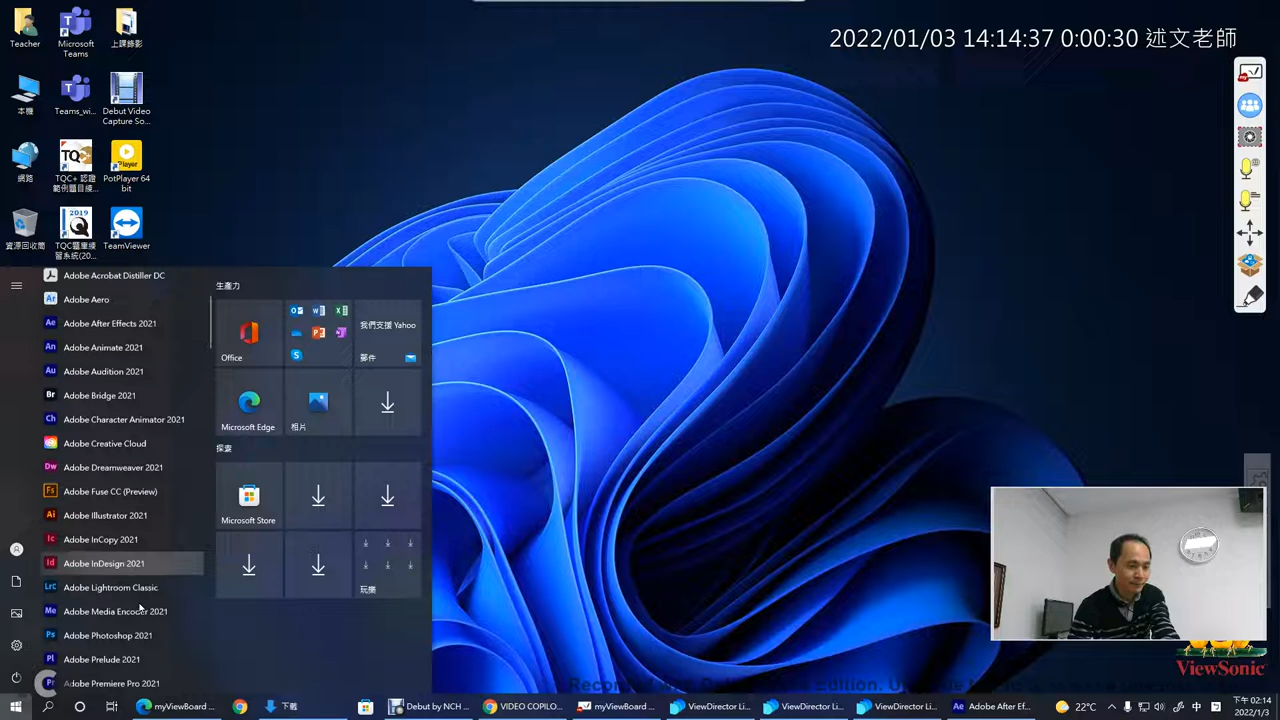 2022/01/03 14:14:37 0:00:30 述文老師
Teacher
Microsoft
Teams
上課錄影
本機
Teams_wi...
Debut Video
Capture So...
網路
TQC+ 認證
範例題目練...
PotPlayer 64
bit
資源回收筒
2019
TQC題庫練
習系統(20...
TeamViewer
Adobe Acrobat Distiller DC
Adobe Aero
Adobe After Effects 2021
Adobe Animate 2021
Adobe Audition 2021
Adobe Bridge 2021
Adobe Character Animator 2021
Adobe Creative Cloud
Adobe Dreamweaver 2021
Adobe Fuse CC (Preview)
Adobe Illustrator 2021
Adobe InCopy 2021
Adobe InDesign 2021
Adobe Lightroom Classic
Adobe Media Encoder 2021
Adobe Photoshop 2021
Adobe Prelude 2021
Adobe Premiere Pro 2021
生產力
Office
我們支援 Yahoo
郵件
Microsoft Edge
相片
探索
Microsoft Store
玩樂
ViewSonic
myViewBoard ...
下載
Debut by NCH ...
VIDEO COPILO...
myViewBoard ...
ViewDirector Li...
ViewDirector Li...
ViewDirector Li...
Adobe After Ef...
22°C
中
下午 02:14
2022/1/3